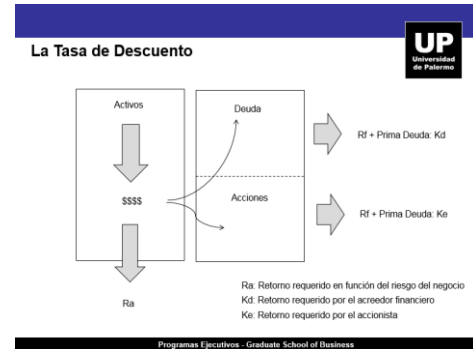 La Tasa de Descuento
UP
Universidad
de Palermo
Activos
$$$$
Ra
Deuda
Acciones
Rf + Prima Deuda: Kd
Rf + Prima Deuda: Ke
Ra: Retorno requerido en función del riesgo del negocio
Kd: Retorno requerido por el acreedor financiero
Ke: Retorno requerido por el accionista
Programas Ejecutivos - Graduate School of Business